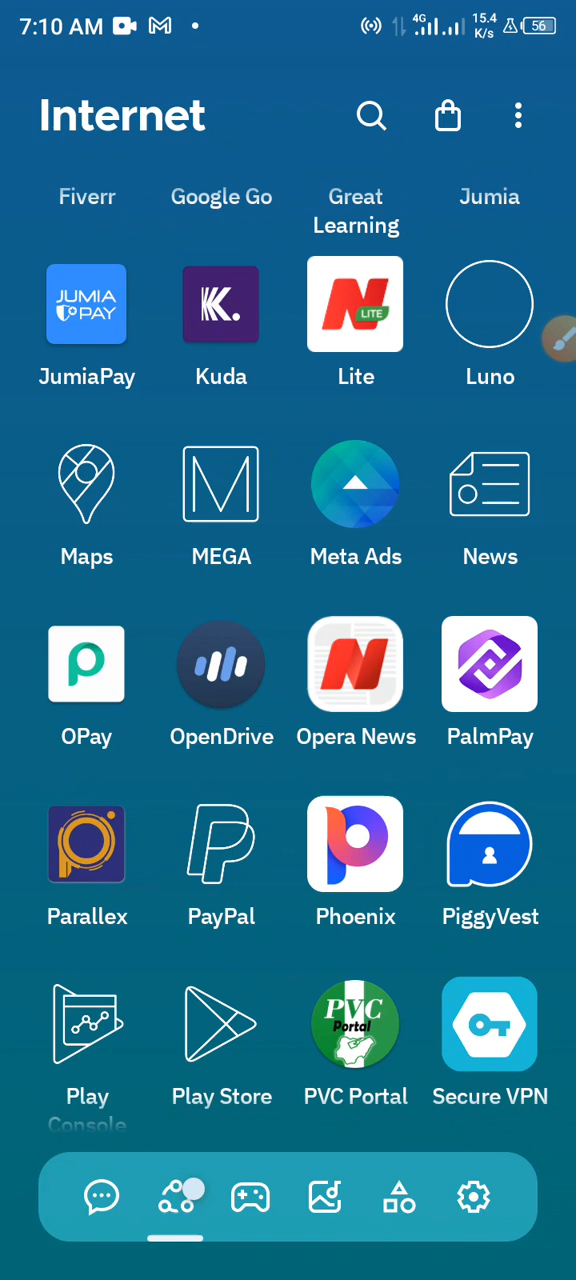 7:10 AM
4G
15.4
K/s
56
Internet
Fiverr
Google Go
Great
Learning
Jumia
JUMIA
PAY
K.
LITE
JumiaPay
Kuda
Lite
Luno
Maps
MEGA
Meta Ads
News
OPay
OpenDrive
Opera News
PalmPay
Parallex
PayPal
Phoenix
PiggyVest
PVC
Portal
Play
Console
Play Store
PVC Portal
Secure VPN